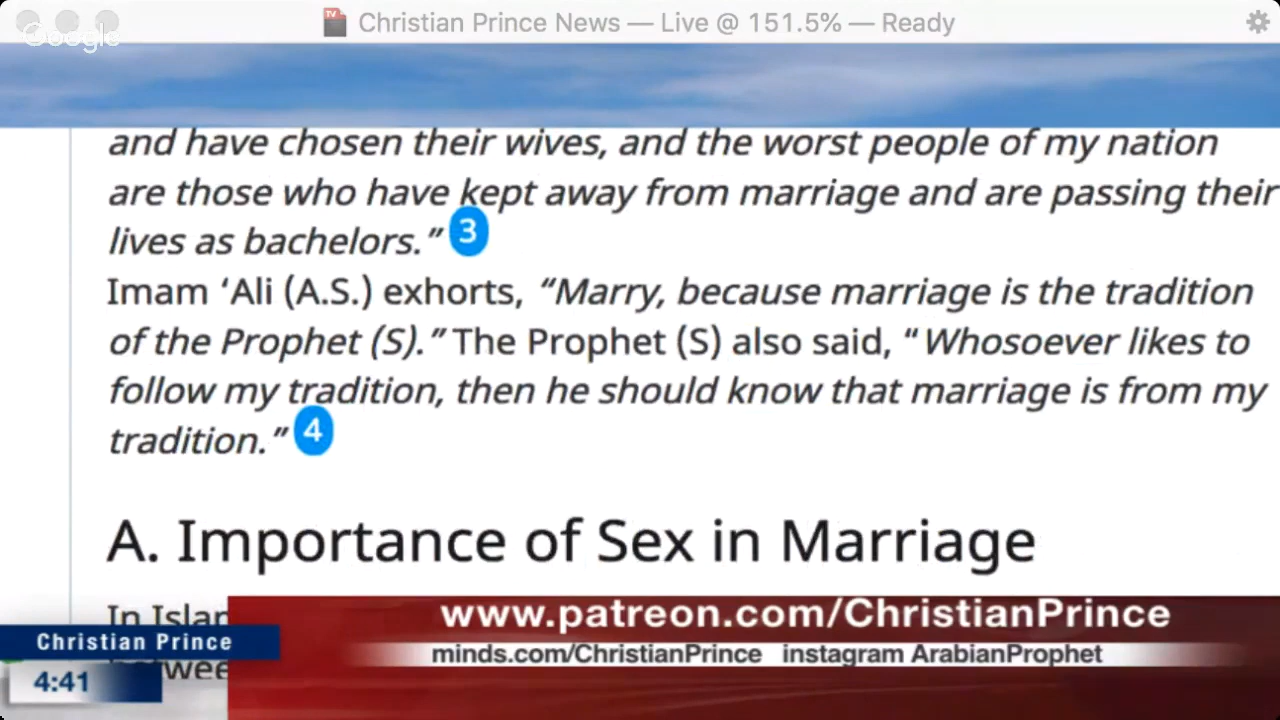 Christian Prince News — Live @ 151.5% — Ready
Google
and have chosen their wives, and the worst people of my nation
are those who have kept away from marriage and are passing their
lives as bachelors.” 3
Imam ‘Ali (A.S.) exhorts, “Marry, because marriage is the tradition
of the Prophet (S).” The Prophet (S) also said, “Whosoever likes to
follow my tradition, then he should know that marriage is from my
tradition.” 4
A. Importance of Sex in Marriage
In
www.patreon.com/ChristianPrince
Christian Prince
minds.com/ChristianPrince instagram ArabianProphet
4:41